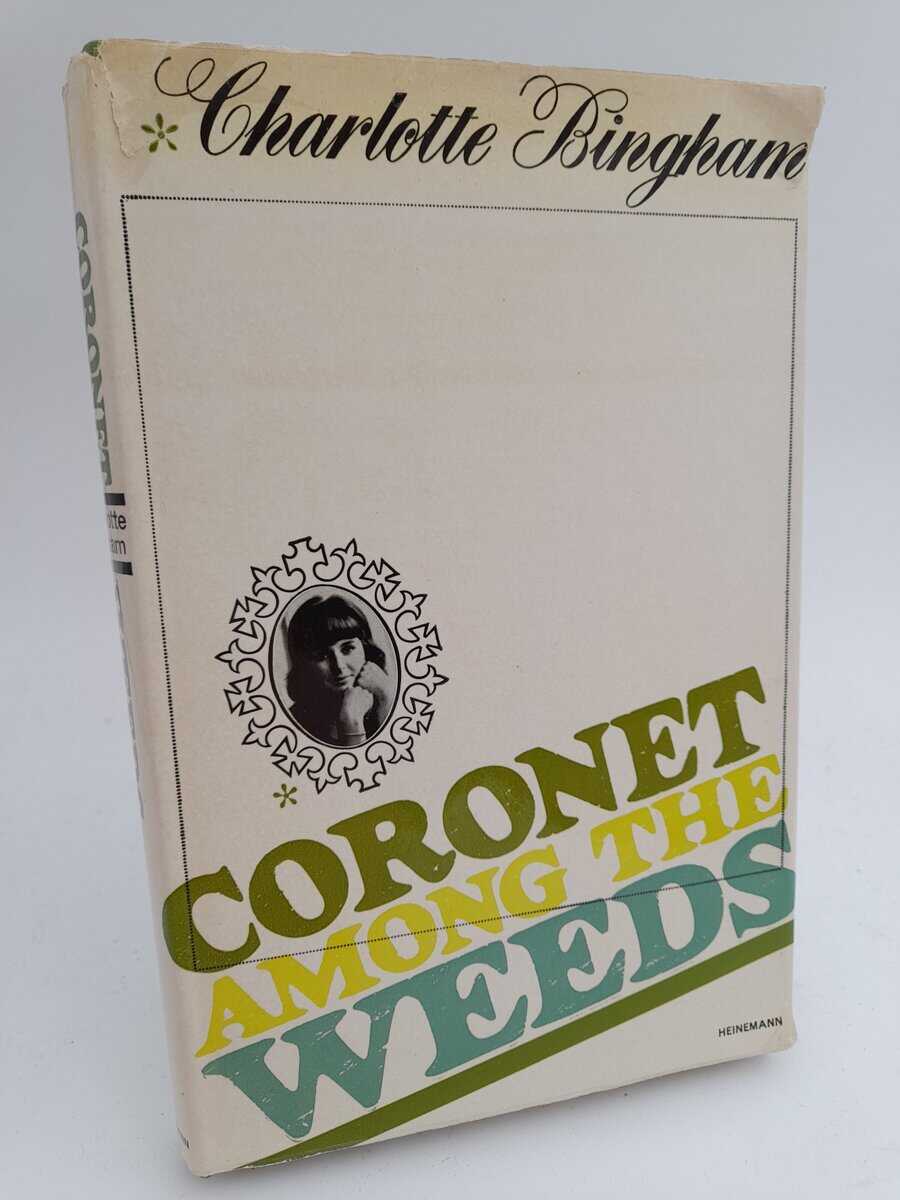 Charlotte Bingham
CORONET
AMONG THE
WEEDS
HEINEMANN
CORONET